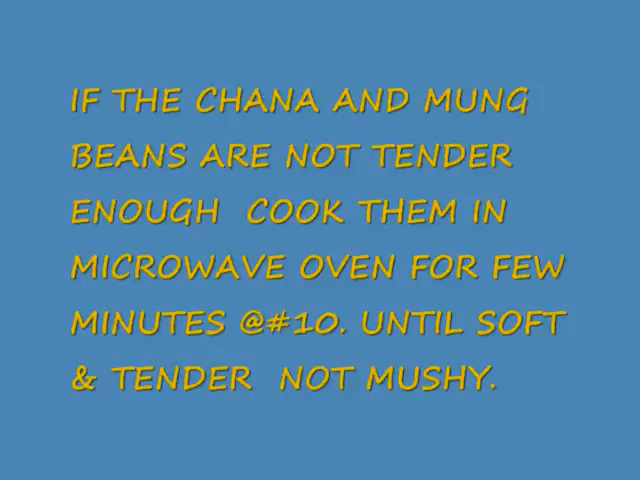 IF THE CHANA AND MUNG
BEANS ARE NOT TENDER
ENOUGH  COOK THEM IN
MICROWAVE OVEN FOR FEW
MINUTES @#10. UNTIL SOFT
& TENDER  NOT MUSHY.